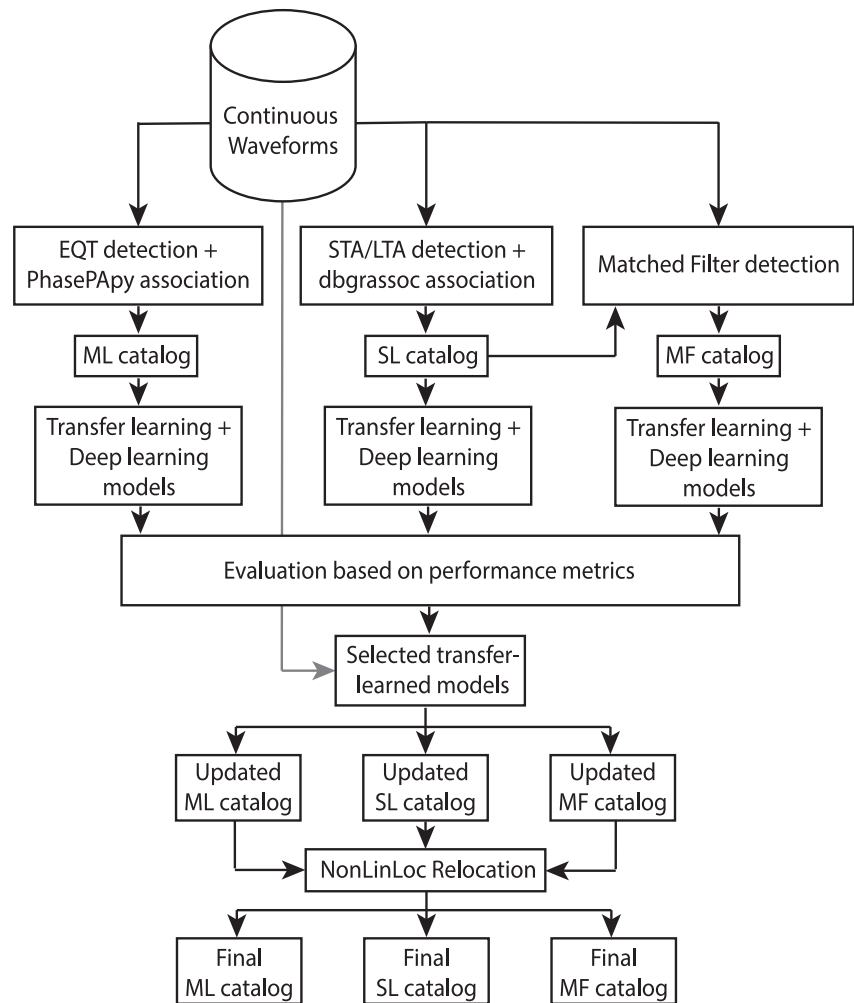 Continuous
Waveforms
EQT detection +
PhasePApy association
STA/LTA detection +
dbgrassoc association
Matched Filter detection
ML catalog
SL catalog
MF catalog
Transfer learning +
Deep learning
models
Transfer learning +
Deep learning
models
Transfer learning +
Deep learning
models
Evaluation based on performance metrics
Selected transfer-
learned models
Updated
ML catalog
Updated
SL catalog
Updated
MF catalog
NonLinLoc Relocation
Final
ML catalog
Final
SL catalog
Final
MF catalog